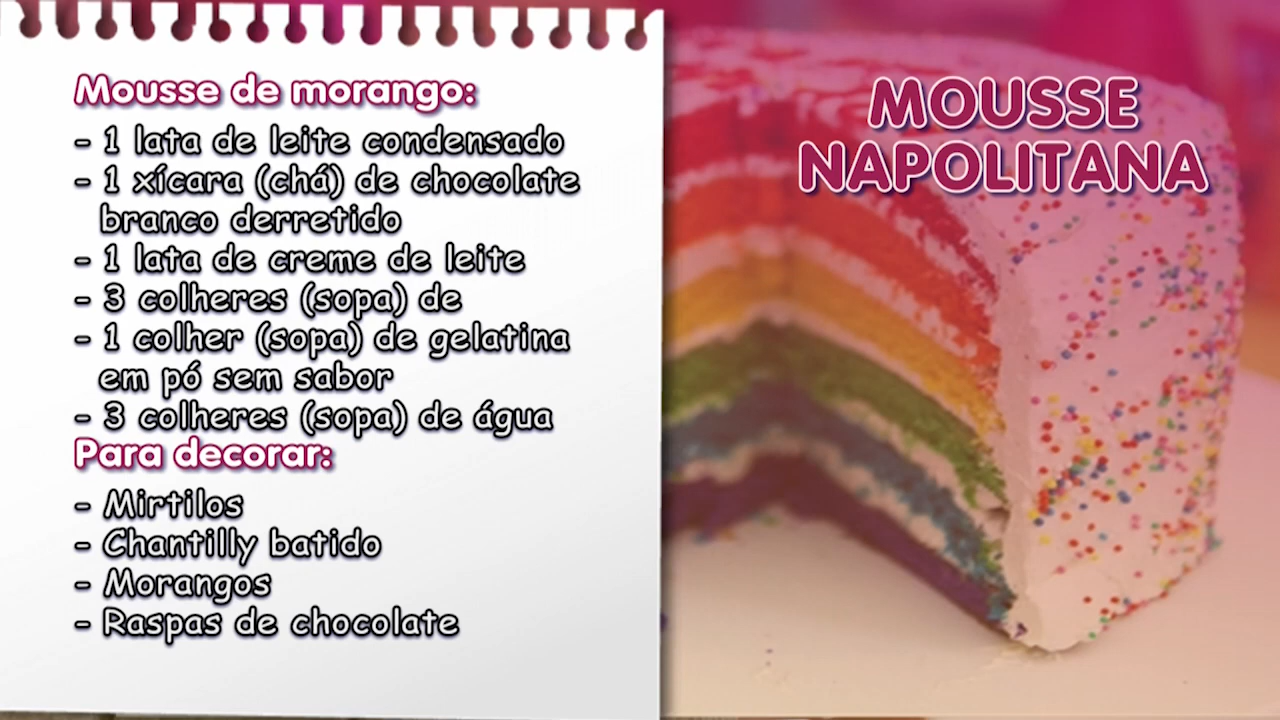 Mousse de morango:
- 1 lata de leite condensado
- 1 xícara (chá) de chocolate
branco derretido
- 1 lata de creme de leite
- 3 colheres (sopa) de
- 1 colher (sopa) de gelatina
em pó sem sabor
- 3 colheres (sopa) de água
Para decorar:
- Mirtilos
- Chantilly batido
- Morangos
- Raspas de chocolate
MOUSSE
NAPOLITANA